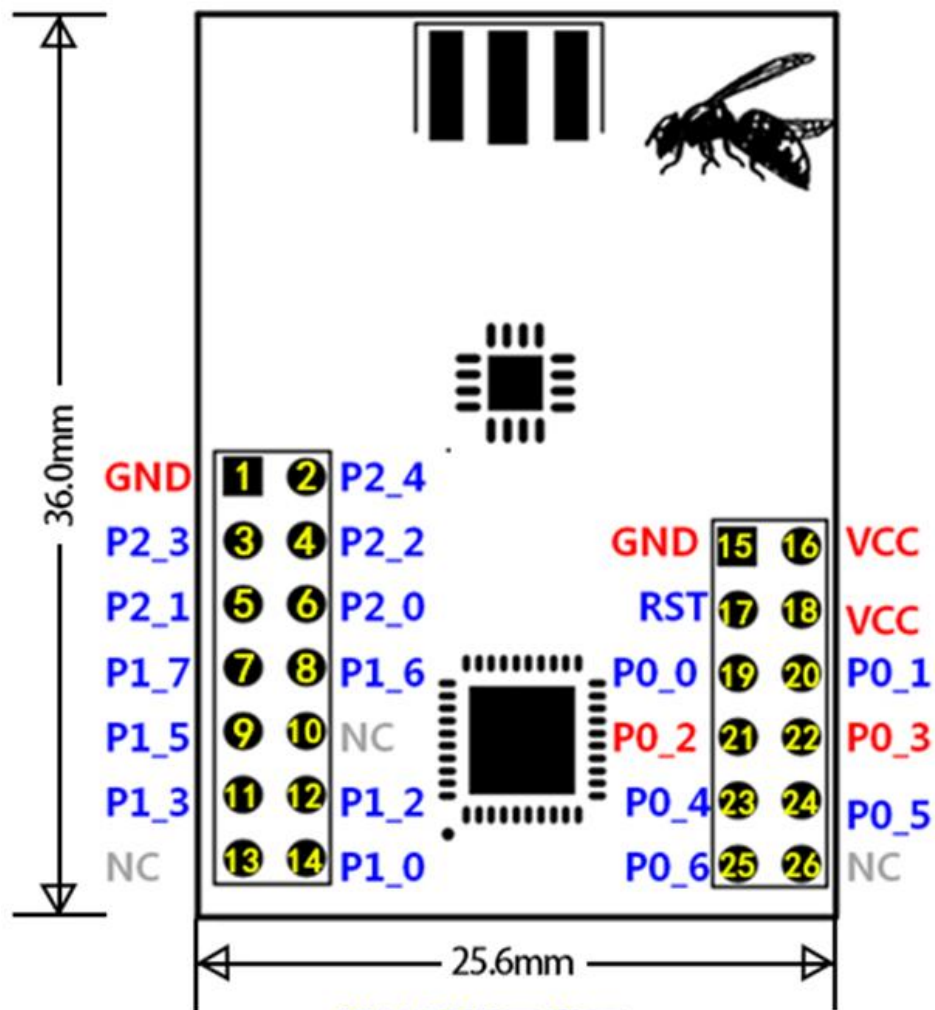 36.0mm
GND 1 2 P2_4
P2_3 3 4 P2_2
GND 15 16 VCC
P2_1 5 6 P2_0
RST 17 18 VCC
P1_7 7 8 P1_6
P0_0 19 20 P0_1
P1_5 9 10 NC
P0_2 21 22 P0_3
P1_3 11 12 P1_2
P0_4 23 24 P0_5
NC 13 14 P1_0
P0_6 25 26 NC
25.6mm